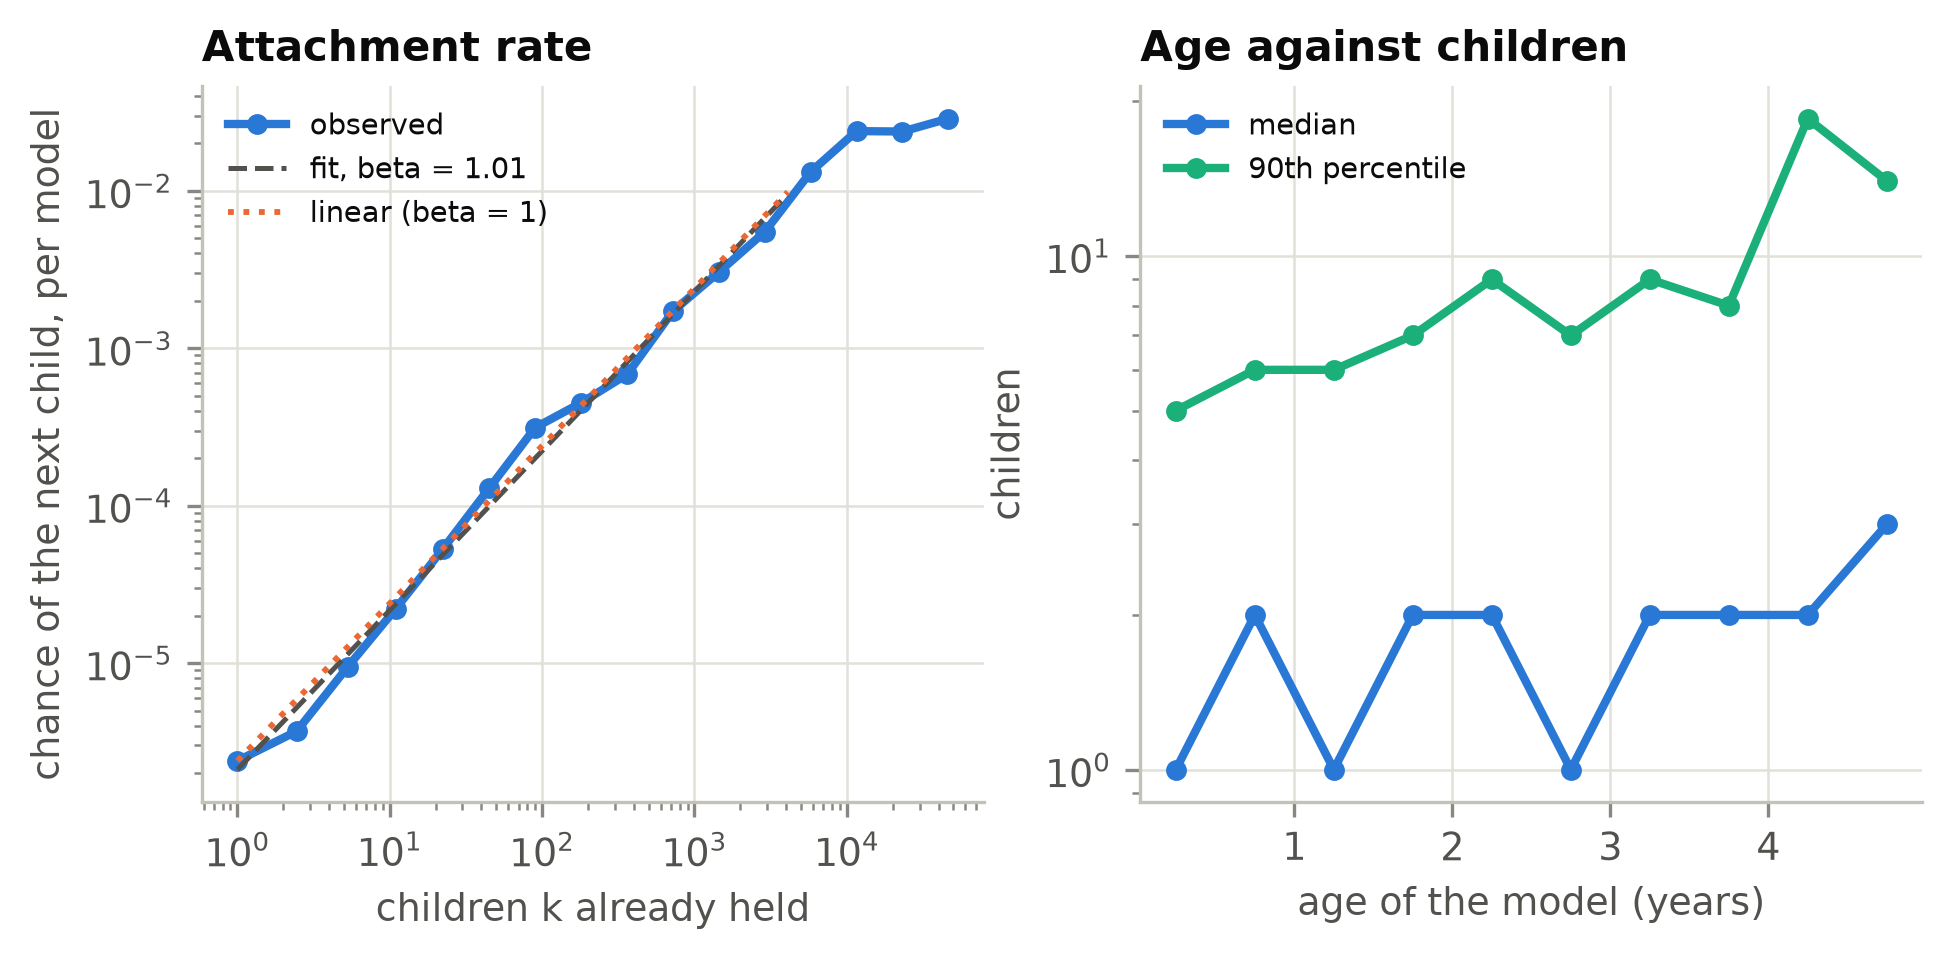 Attachment rate
observed
fit, beta = 1.01
linear (beta = 1)
chance of the next child, per model
10⁻²
10⁻³
10⁻⁴
10⁻⁵
10⁰ 10¹ 10² 10³ 10⁴
children k already held
Age against children
median
90th percentile
children
10¹
10⁰
1 2 3 4
age of the model (years)